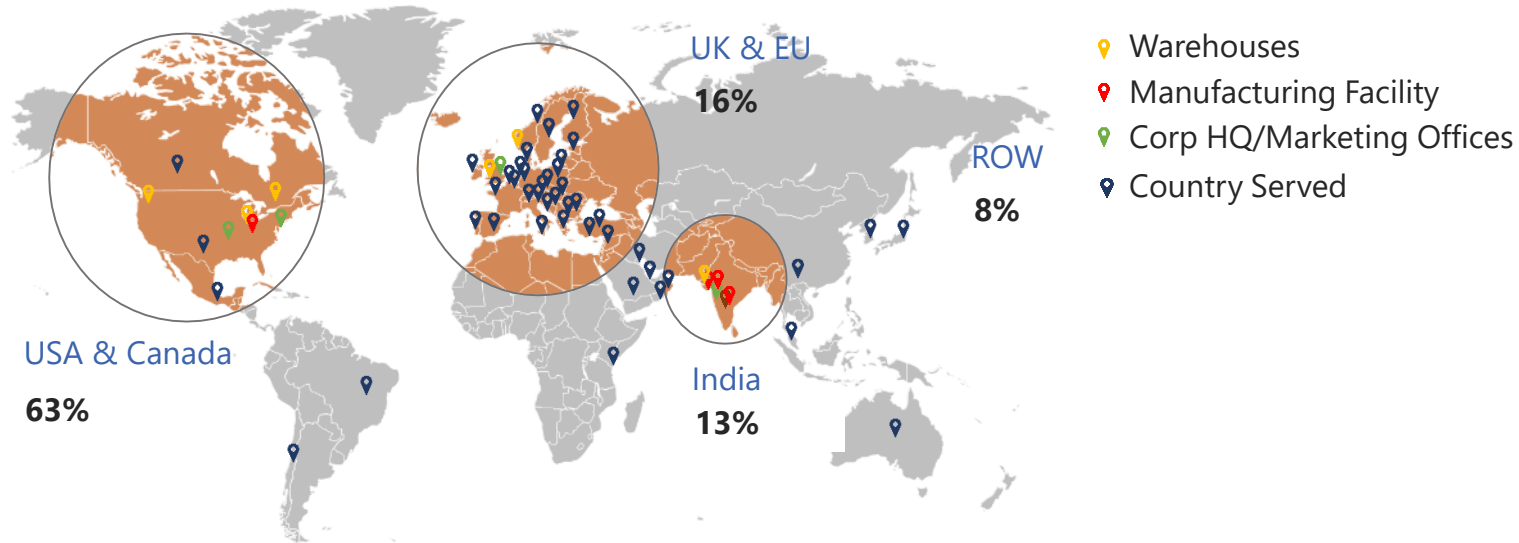 UK & EU
16%
ROW
8%
USA & Canada
63%
India
13%
Warehouses
Manufacturing Facility
Corp HQ/Marketing Offices
Country Served